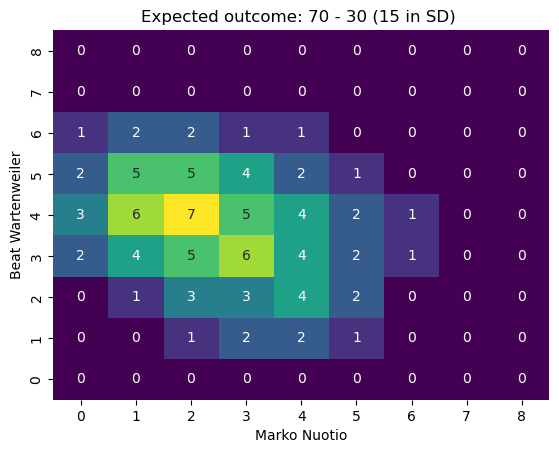 Expected outcome: 70 - 30 (15 in SD)
8 0 0 0 0 0 0 0 0 0
7 0 0 0 0 0 0 0 0 0
6 1 2 2 1 1 0 0 0 0
5 2 5 5 4 2 1 0 0 0
4 3 6 7 5 4 2 1 0 0
3 2 4 5 6 4 2 1 0 0
2 0 1 3 3 4 2 0 0 0
1 0 0 1 2 2 1 0 0 0
0 0 0 0 0 0 0 0 0 0
0 1 2 3 4 5 6 7 8
Beat Wartenweiler
Marko Nuotio